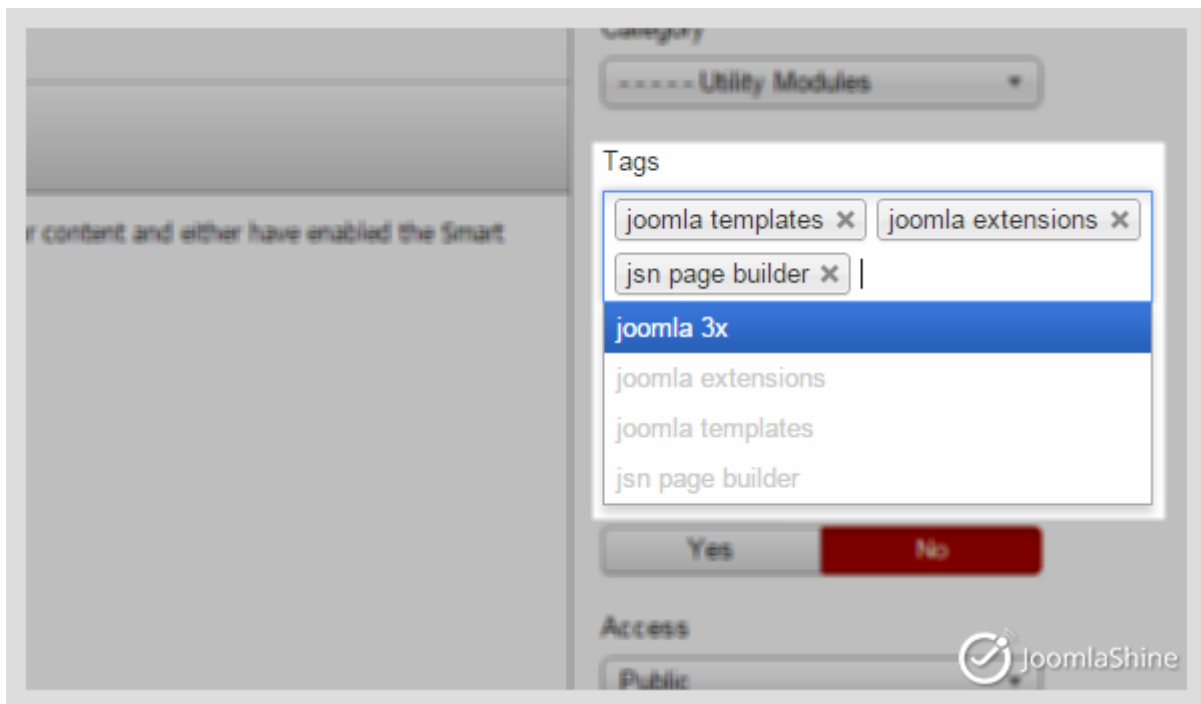 Category
- - - - - Utility Modules
Tags
joomla templates
joomla extensions
r content and either have enabled the Smart
jsn page builder
joomla 3x
joomla extensions
joomla templates
jsn page builder
Yes No
Access
Public
JoomlaShine